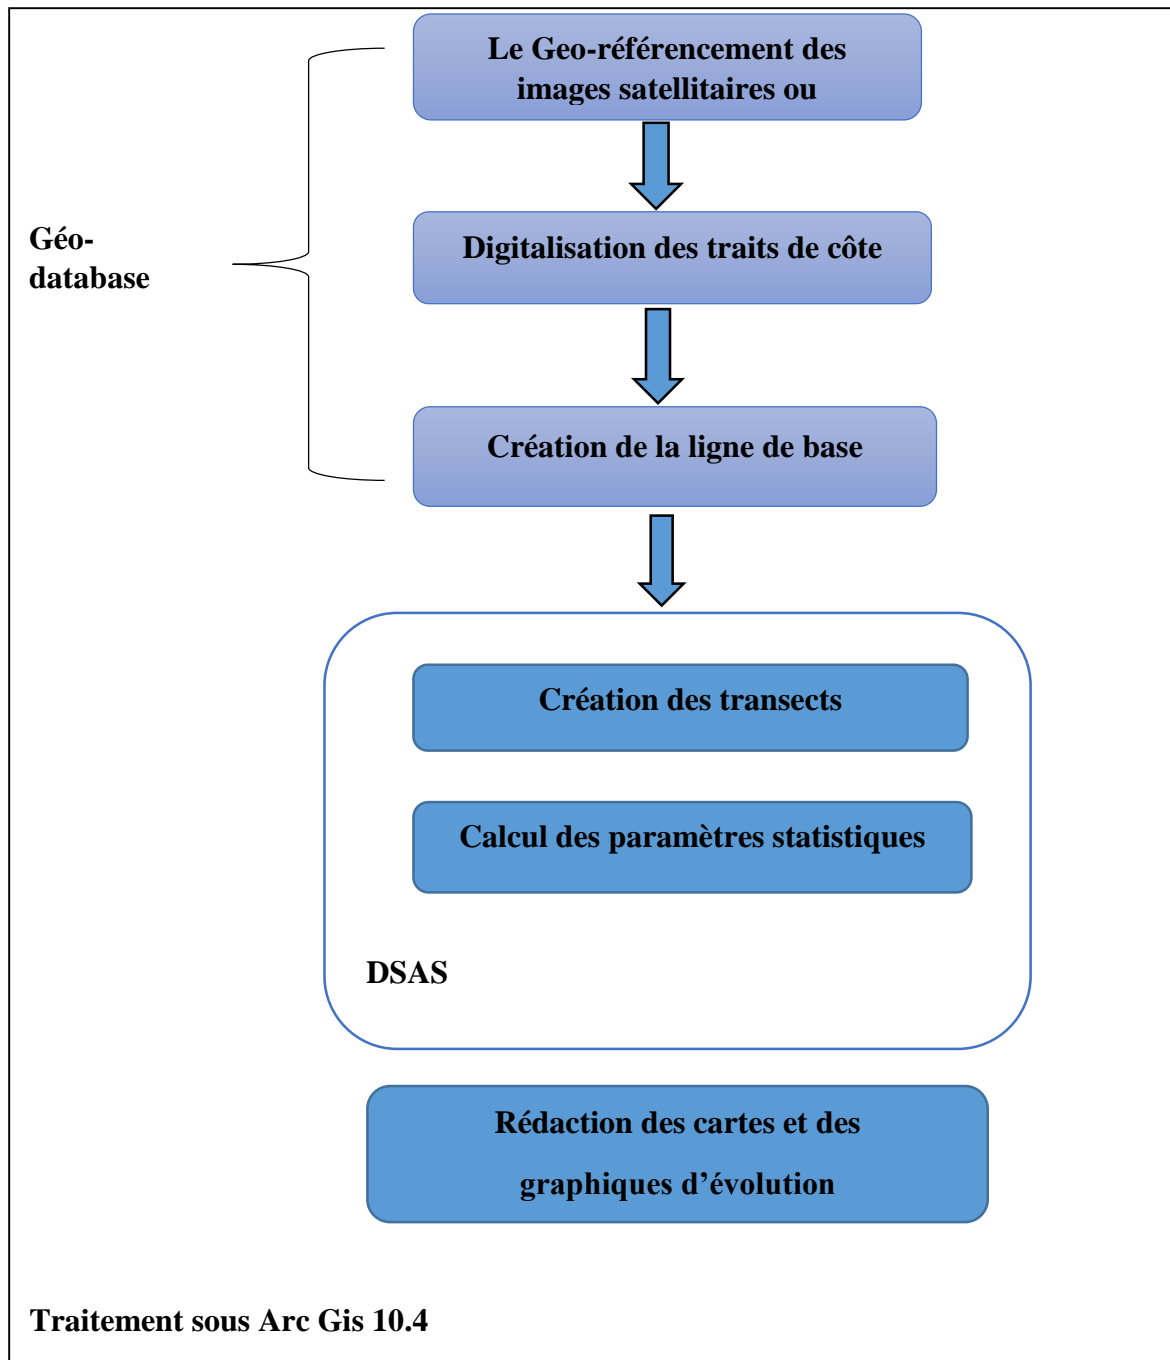 Le Geo-référencement des
images satellitaires ou
Géo-
database
Digitalisation des traits de côte
Création de la ligne de base
Création des transects
Calcul des paramètres statistiques
DSAS
Rédaction des cartes et des
graphiques d’évolution
Traitement sous Arc Gis 10.4